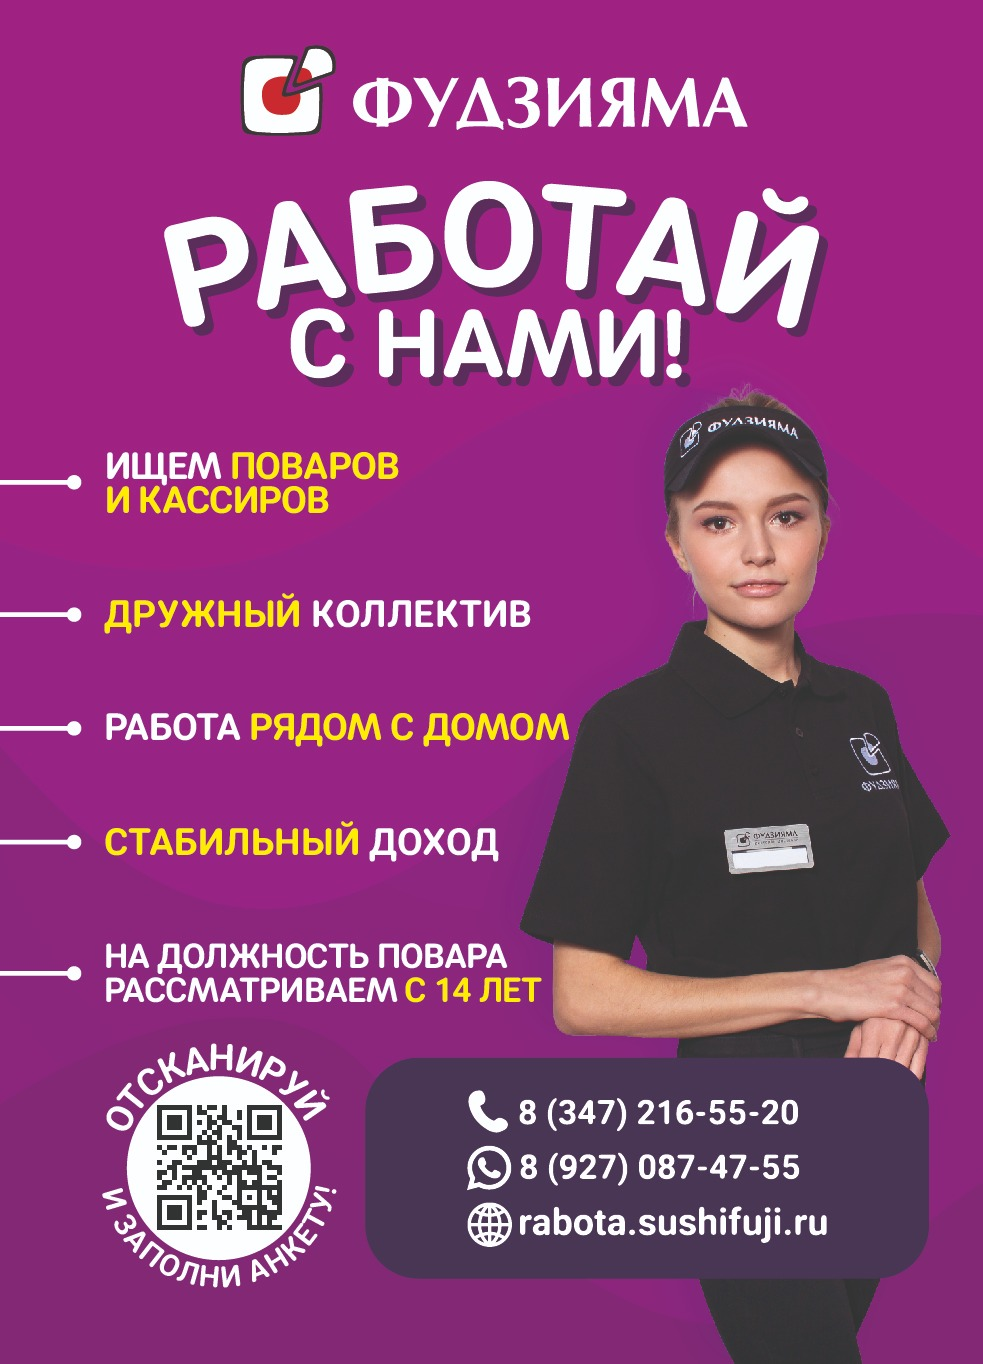 ФУДЗИЯМА
РАБОТАЙ
С НАМИ!
ФУДЗИЯМА
ИЩЕМ ПОВАРОВ
И КАССИРОВ
ДРУЖНЫЙ КОЛЛЕКТИВ
РАБОТА РЯДОМ С ДОМОМ
ФУДЗИЯМА
ФУДЗИЯМА
СТАБИЛЬНЫЙ ДОХОД
НА ДОЛЖНОСТЬ ПОВАРА
РАССМАТРИВАЕМ С 14 ЛЕТ
ОТСКАНИРУЙ
И ЗАПОЛНИ АНКЕТУ!
8 (347) 216-55-20
8 (927) 087-47-55
rabota.sushifuji.ru